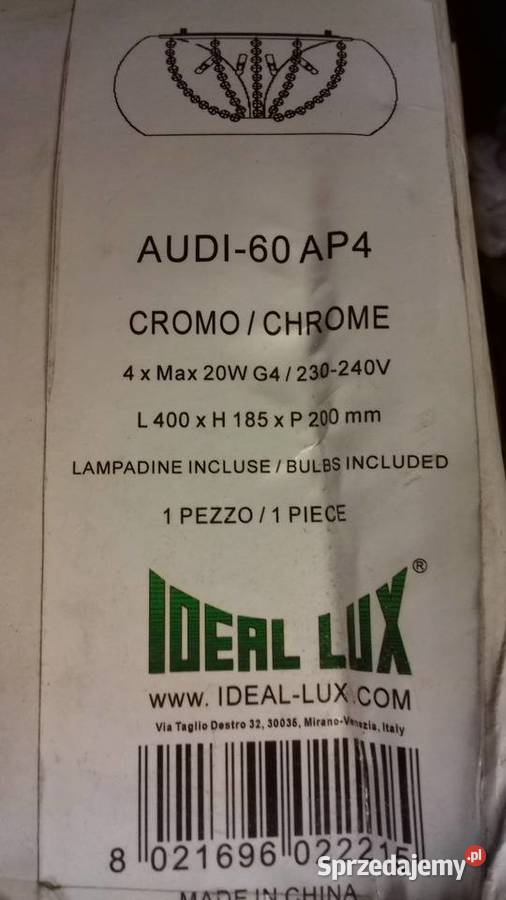 AUDI-60 AP4
CROMO / CHROME
4 x Max 20W G4 / 230-240V
L 400 x H 185 x P 200 mm
LAMPADINE INCLUSE / BULBS INCLUDED
1 PEZZO / 1 PIECE
IDEAL LUX®
www. IDEAL-LUX.COM
Via Taglio Destro 32, 30035, Mirano-Venezia, Italy
8 021696 022215
Sprzedajemy.pl
MADE IN CHINA